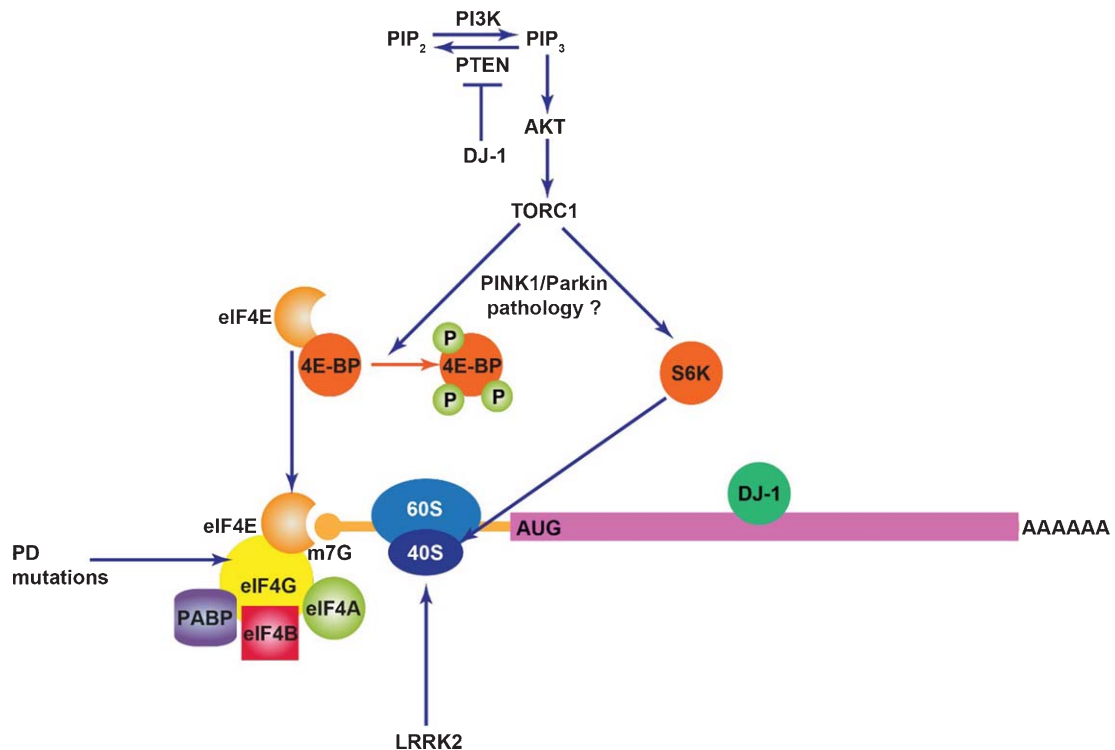 PI3K
PIP2
PIP3
PTEN
AKT
DJ-1
TORC1
PINK1/Parkin
pathology ?
eIF4E
4E-BP
P
4E-BP
P
P
S6K
DJ-1
60S
eIF4E
AUG
AAAAAA
m7G
40S
PD
mutations
eIF4G
eIF4A
PABP
eIF4B
LRRK2